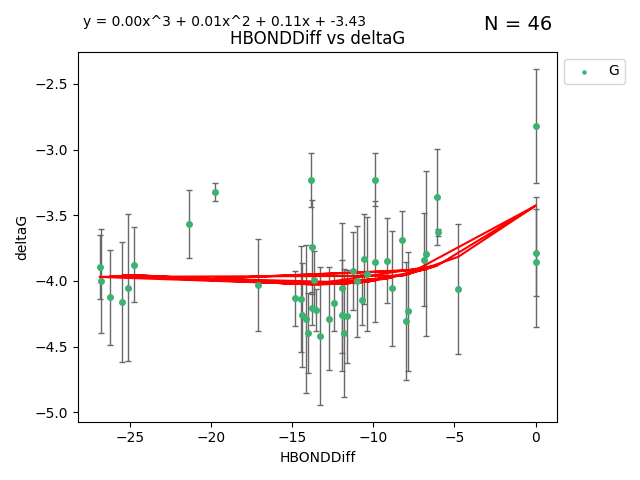 y = 0.00x^3 + 0.01x^2 + 0.11x + -3.43
N = 46
HBONDDiff vs deltaG
G
deltaG
−2.5
−3.0
−3.5
−4.0
−4.5
−5.0
−25
−20
−15
−10
−5
0
HBONDDiff